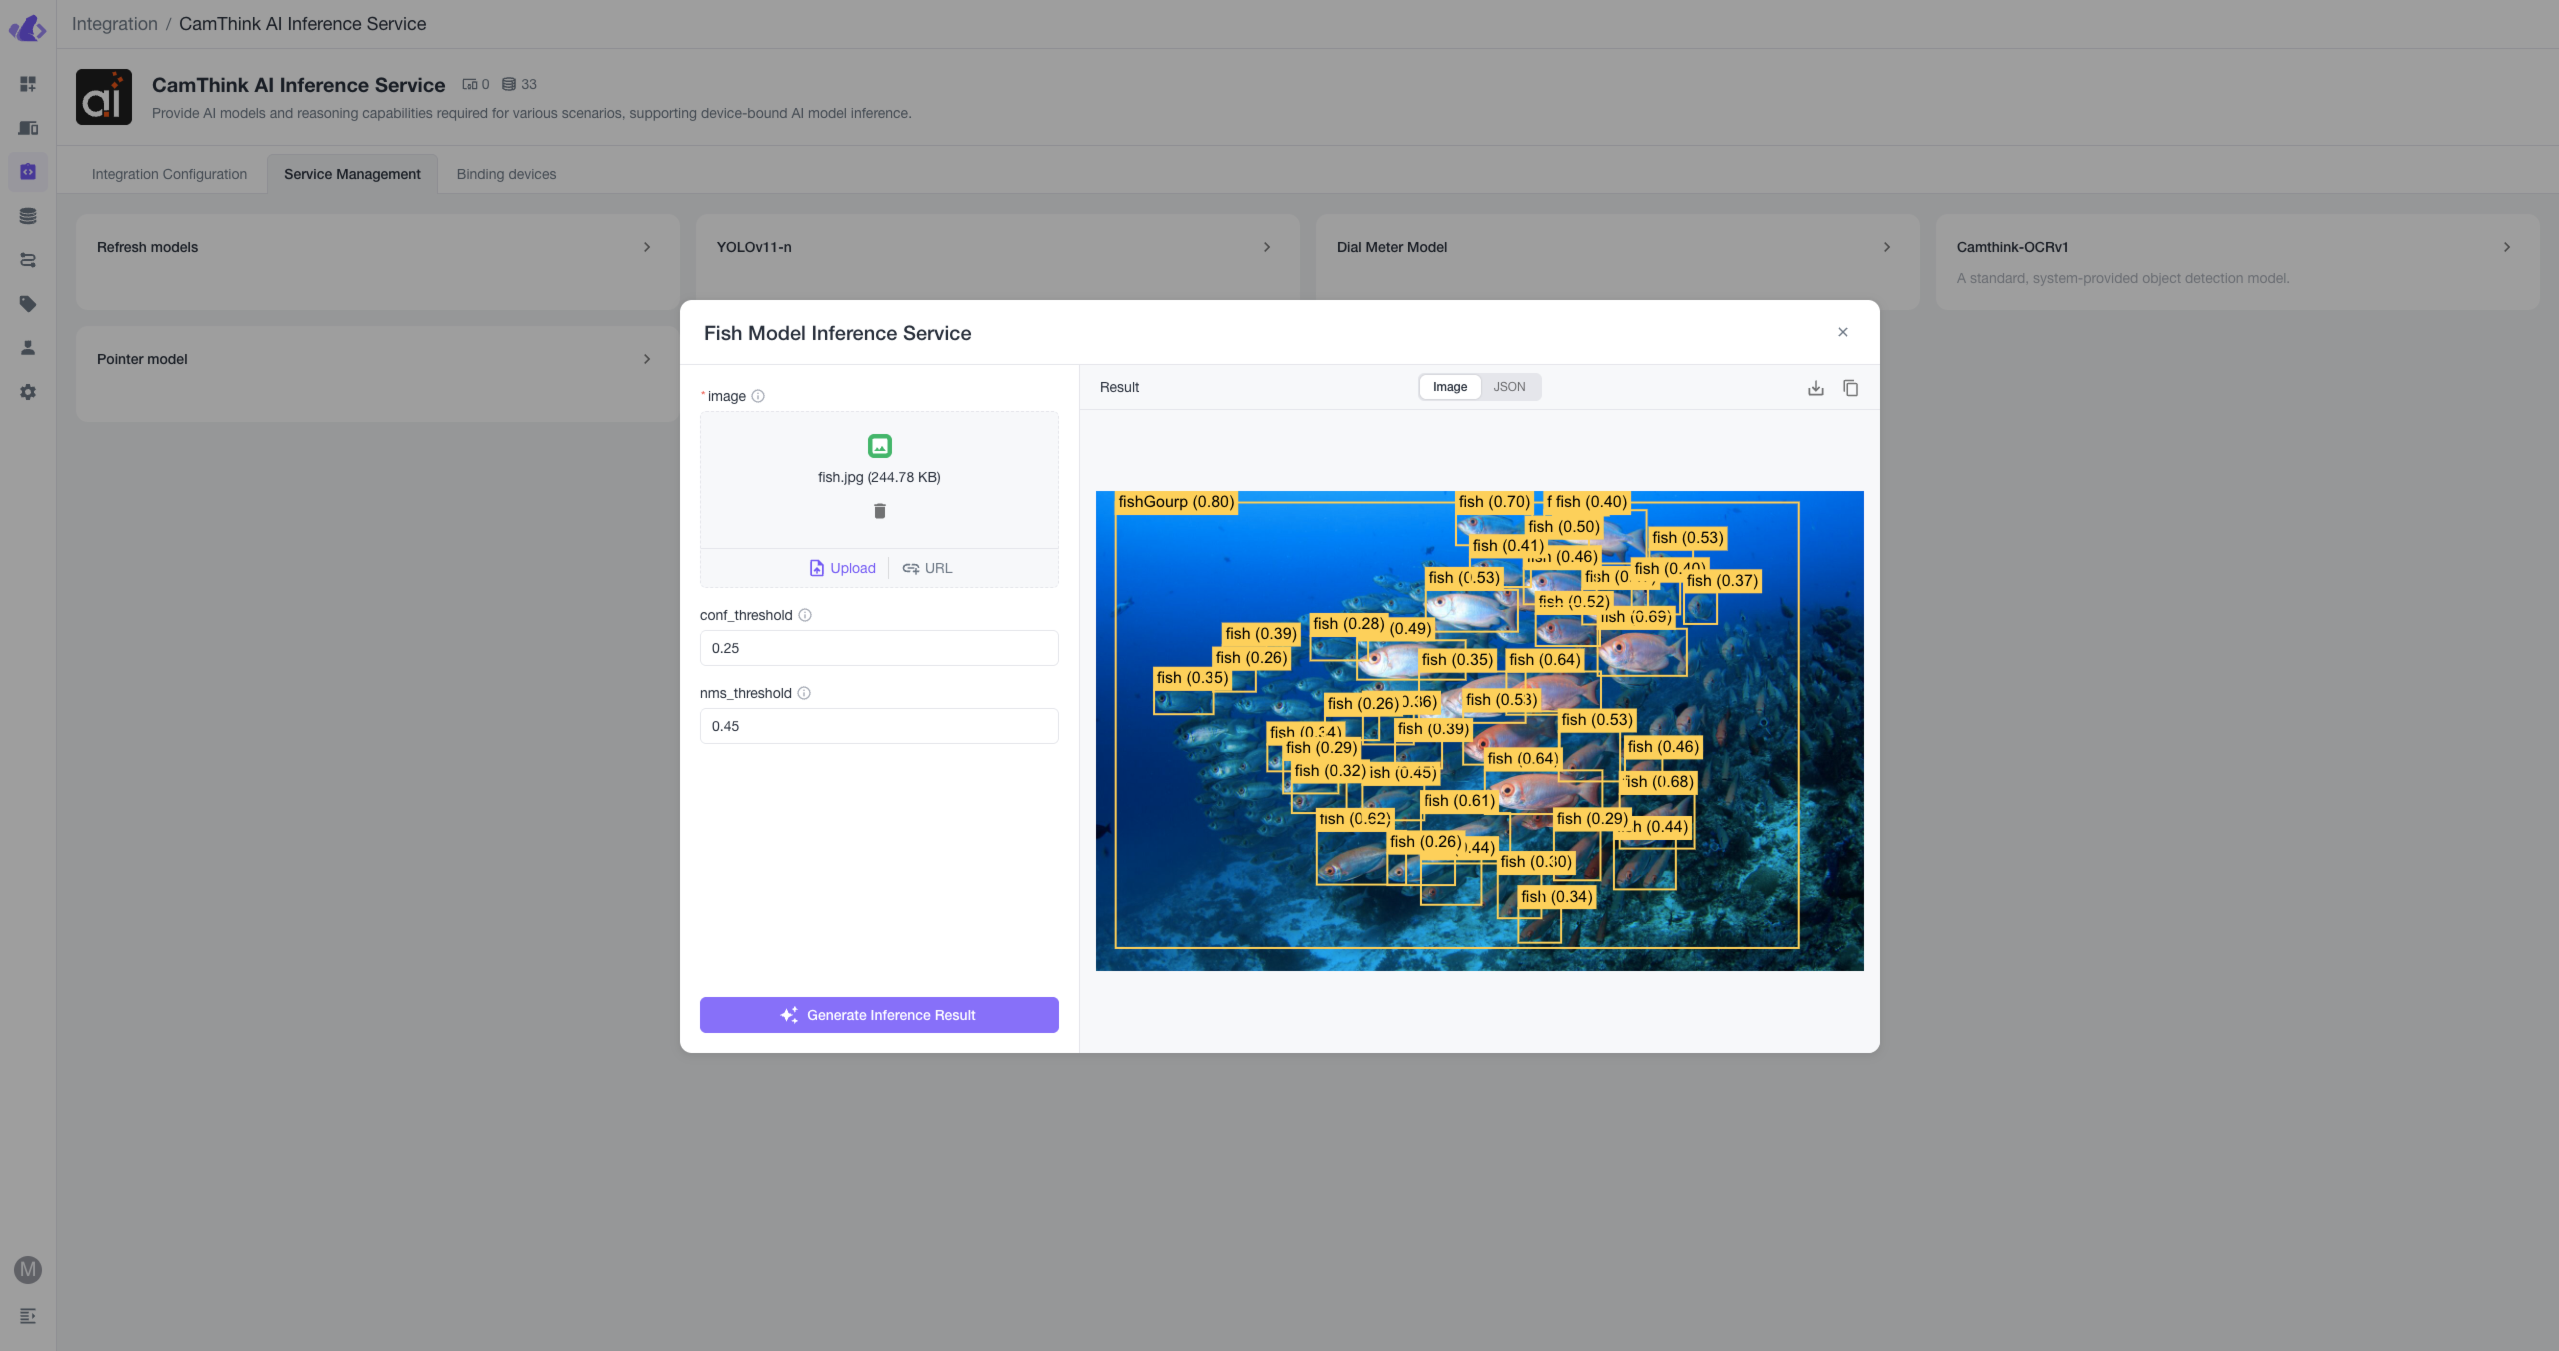 Integration / CamThink AI Inference Service
ai
CamThink AI Inference Service 0 33
Provide AI models and reasoning capabilities required for various scenarios, supporting device-bound AI model inference.
Integration Configuration Service Management Binding devices
Refresh models YOLOv11-n Dial Meter Model Camthink-OCRv1
A standard, system-provided object detection model.
Pointer model
Fish Model Inference Service
* image
fish.jpg (244.78 KB)
Upload URL
conf_threshold
0.25
nms_threshold
0.45
Generate Inference Result
Result Image JSON
fishGourp (0.80) fish (0.70) f fish (0.40)
fish (0.50)
fish (0.53)
fish (0.41)
(0.46)
fish (0.40)
fish (0.53) fish (0. fish (0.37)
fish (0.52)
fish (0.69)
fish (0.28) (0.49)
fish (0.39)
fish (0.26) fish (0.35) fish (0.64)
fish (0.35)
fish (0.26) 0.36) fish (0.53)
fish (0.53)
fish (0.34) fish (0.39)
fish (0.29) fish (0.46)
fish (0.64)
fish (0.32) ish (0.45)
fish (0.68)
fish (0.61)
fish (0.62) fish (0.29)
h (0.44)
fish (0.26) .44)
fish (0.30)
fish (0.34)
M